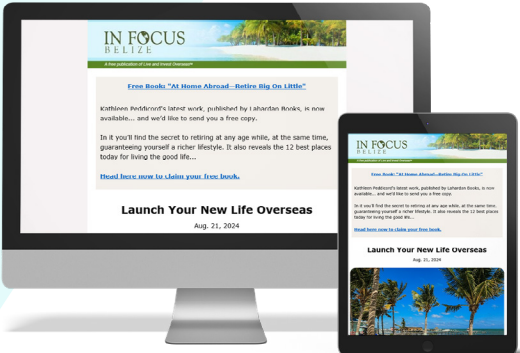 IN FOCUS
BELIZE
A free publication of Live and Invest Overseas®
Free Book: "At Home Abroad—Retire Big On Little"
Kathleen Peddicord's latest work, published by Lahardan Books, is now
available... and we'd like to send you a free copy.
In it you'll find the secret to retiring at any age while, at the same time,
guaranteeing yourself a richer lifestyle. It also reveals the 12 best places
today for living the good life...
Head here now to claim your free book.
Launch Your New Life Overseas
Aug. 21, 2024
IN FOCUS
BELIZE
A free publication of Live and Invest Overseas®
Free Book: "At Home Abroad—Retire Big On Little"
Kathleen Peddicord's latest work, published by Lahardan Books, is now
available... and we'd like to send you a free copy.
In it you'll find the secret to retiring at any age while, at the same time,
guaranteeing yourself a richer lifestyle. It also reveals the 12 best places
today for living the good life...
Head here now to claim your free book.
Launch Your New Life Overseas
Aug. 21, 2024